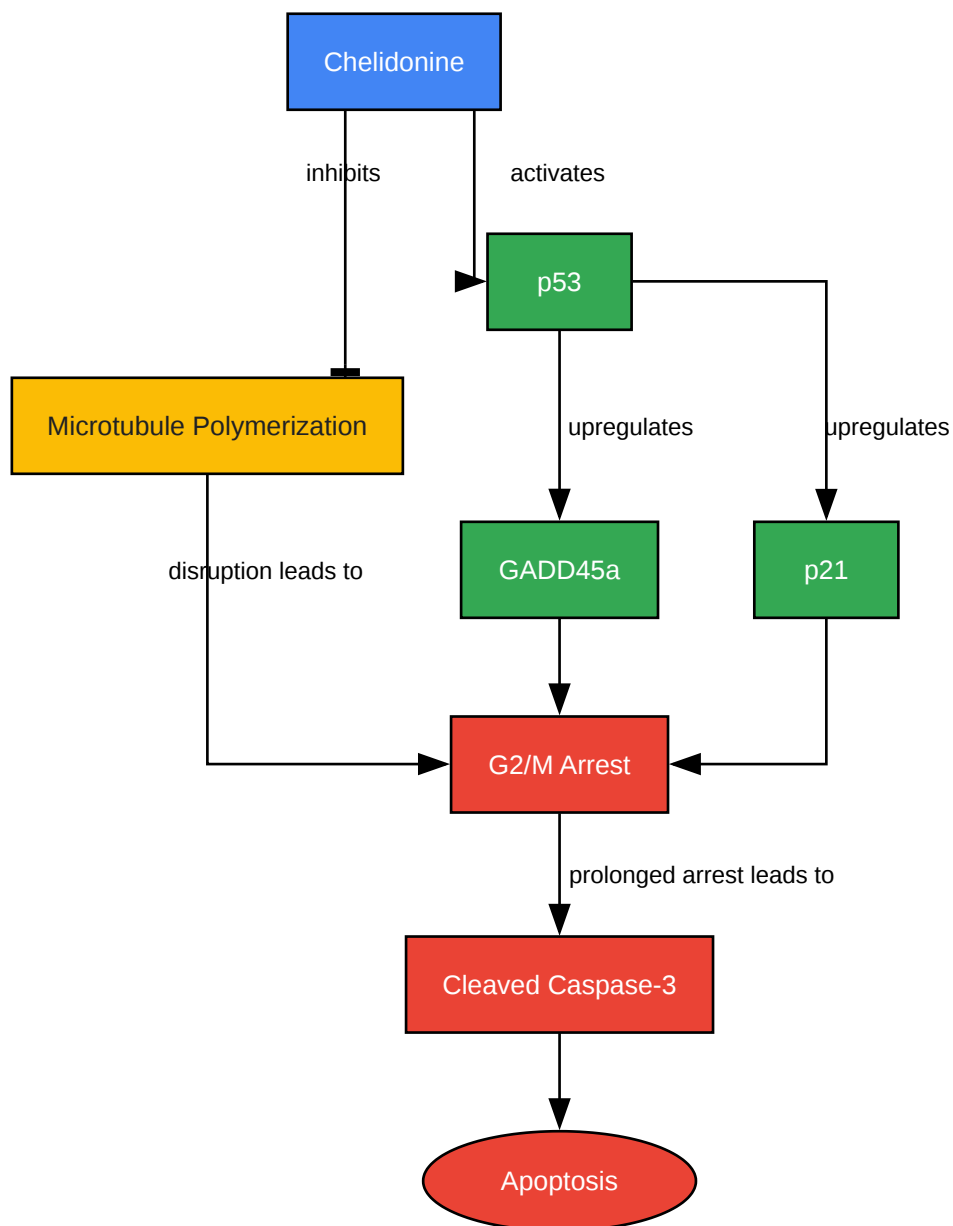 Chelidonine
inhibits
activates
p53
Microtubule Polymerization
upregulates
upregulates
disruption leads to
GADD45a
p21
G2/M Arrest
prolonged arrest leads to
Cleaved Caspase-3
Apoptosis